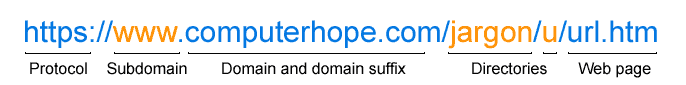 https://www.computerhope.com/jargon/u/url.htm
Protocol Subdomain Domain and domain suffix Directories Web page